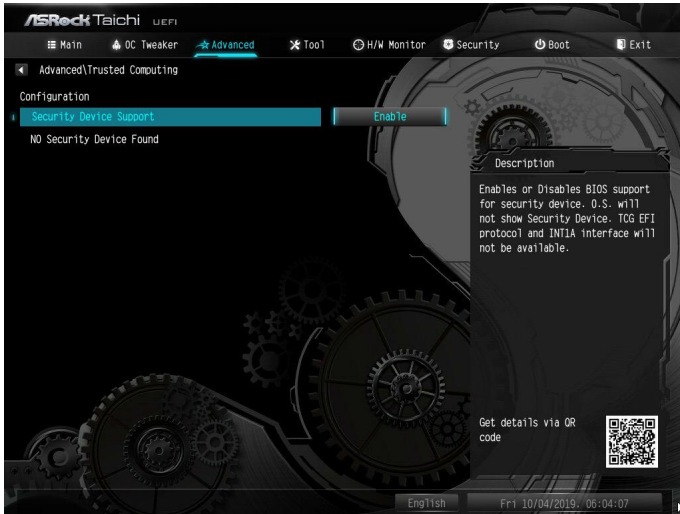 ASRock Taichi UEFI
Main OC Tweaker Advanced Tool H/W Monitor Security Boot Exit
Advanced\Trusted Computing
Configuration
Security Device Support Enable
NO Security Device Found
Description
Enables or Disables BIOS support
for security device. O.S. will
not show Security Device. TCG EFI
protocol and INT1A interface will
not be available.
Get details via QR
code
English Fri 10/04/2019. 06:04:07